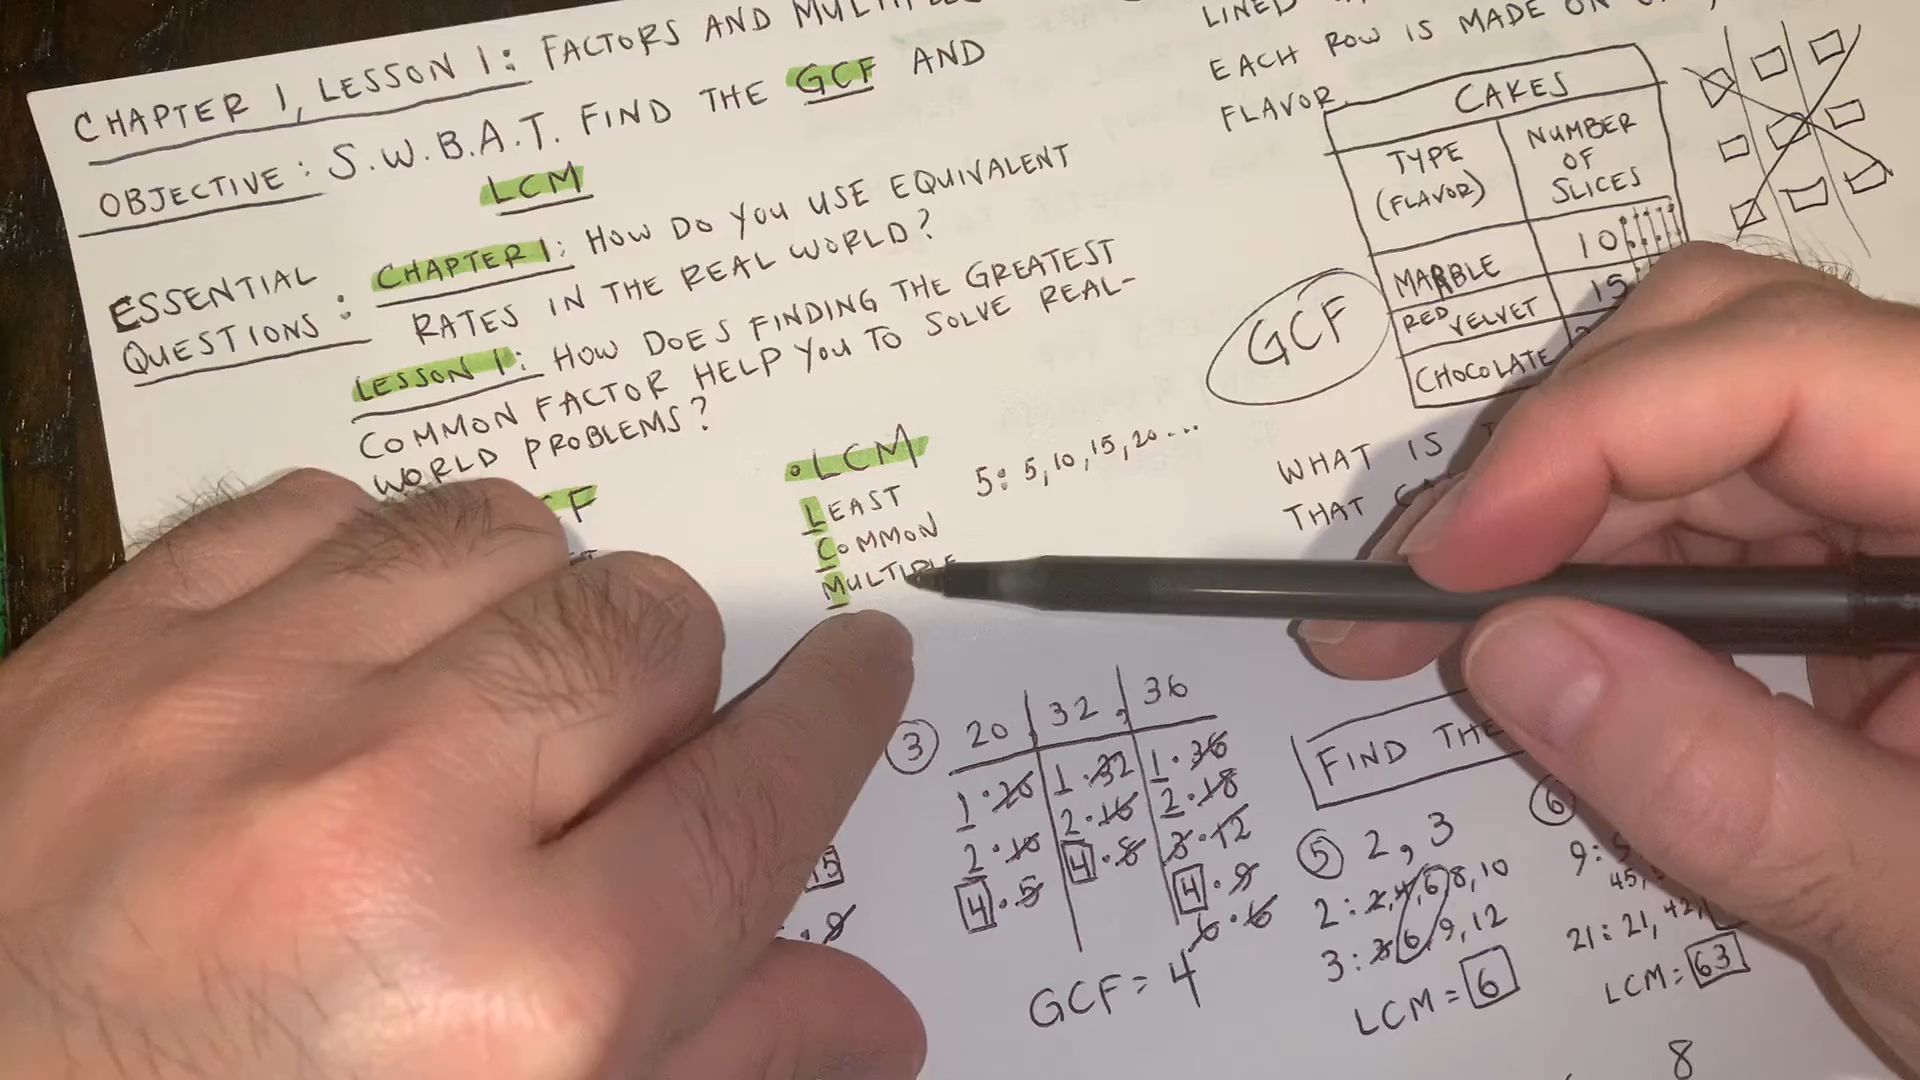 CHAPTER 1, LESSON 1: FACTORS AND
OBJECTIVE: S.W.B.A.T. FIND THE GCF AND
LCM
ESSENTIAL QUESTIONS:
CHAPTER 1: HOW DO YOU USE EQUIVALENT
RATES IN THE REAL WORLD?
LESSON 1: HOW DOES FINDING THE GREATEST
COMMON FACTOR HELP YOU TO SOLVE REAL-
WORLD PROBLEMS?
• LCM
LEAST
COMMON
MULTIPLE
5: 5, 10, 15, 20...
3 20, 32, 36
1·20 1·32 1·36
2·10 2·16 2·18
4·5 4·8 3·12
4·9
6·6
GCF = 4
15
·8
LINED
EACH ROW IS MADE
FLAVOR.
CAKES
TYPE (FLAVOR) NUMBER OF SLICES
MARBLE 10
RED VELVET 15
CHOCOLATE
GCF
WHAT IS
THAT
FIND THE
5 2, 3
2: 2, 4, 6, 8, 10
3: 3, 6, 9, 12
LCM = 6
6
9:
45,
21: 21, 42,
LCM = 63
8